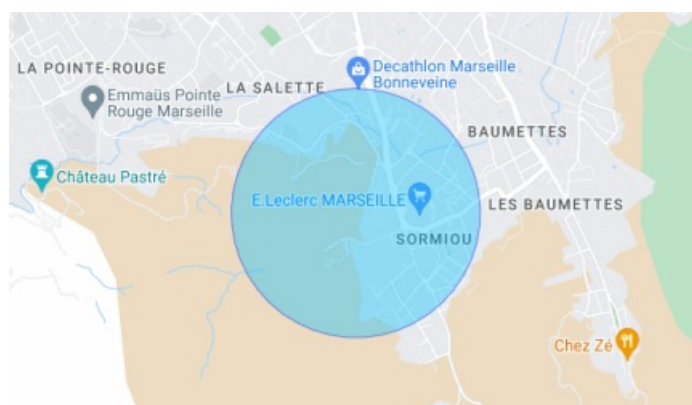 LA POINTE-ROUGE
Emmaüs Pointe
Rouge Marseille
LA SALETTE
Decathlon Marseille
Bonneveine
BAUMETTES
Château Pastré
E.Leclerc MARSEILLE
LES BAUMETTES
SORMIOU
Chez Zé